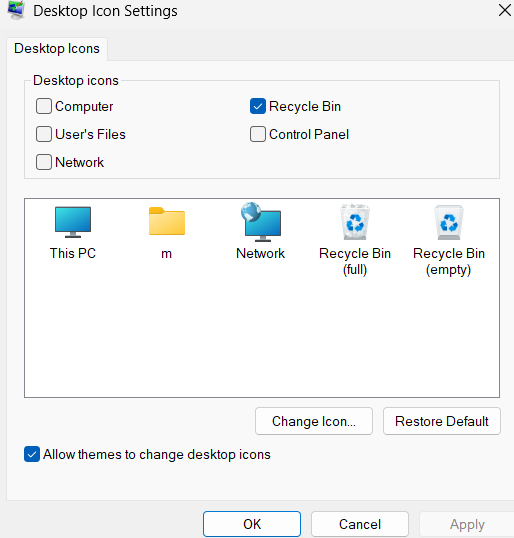 Desktop Icon Settings
Desktop Icons
Desktop icons
Computer
Recycle Bin
User's Files
Control Panel
Network
This PC
m
Network
Recycle Bin
(full)
Recycle Bin
(empty)
Change Icon...
Restore Default
Allow themes to change desktop icons
OK
Cancel
Apply